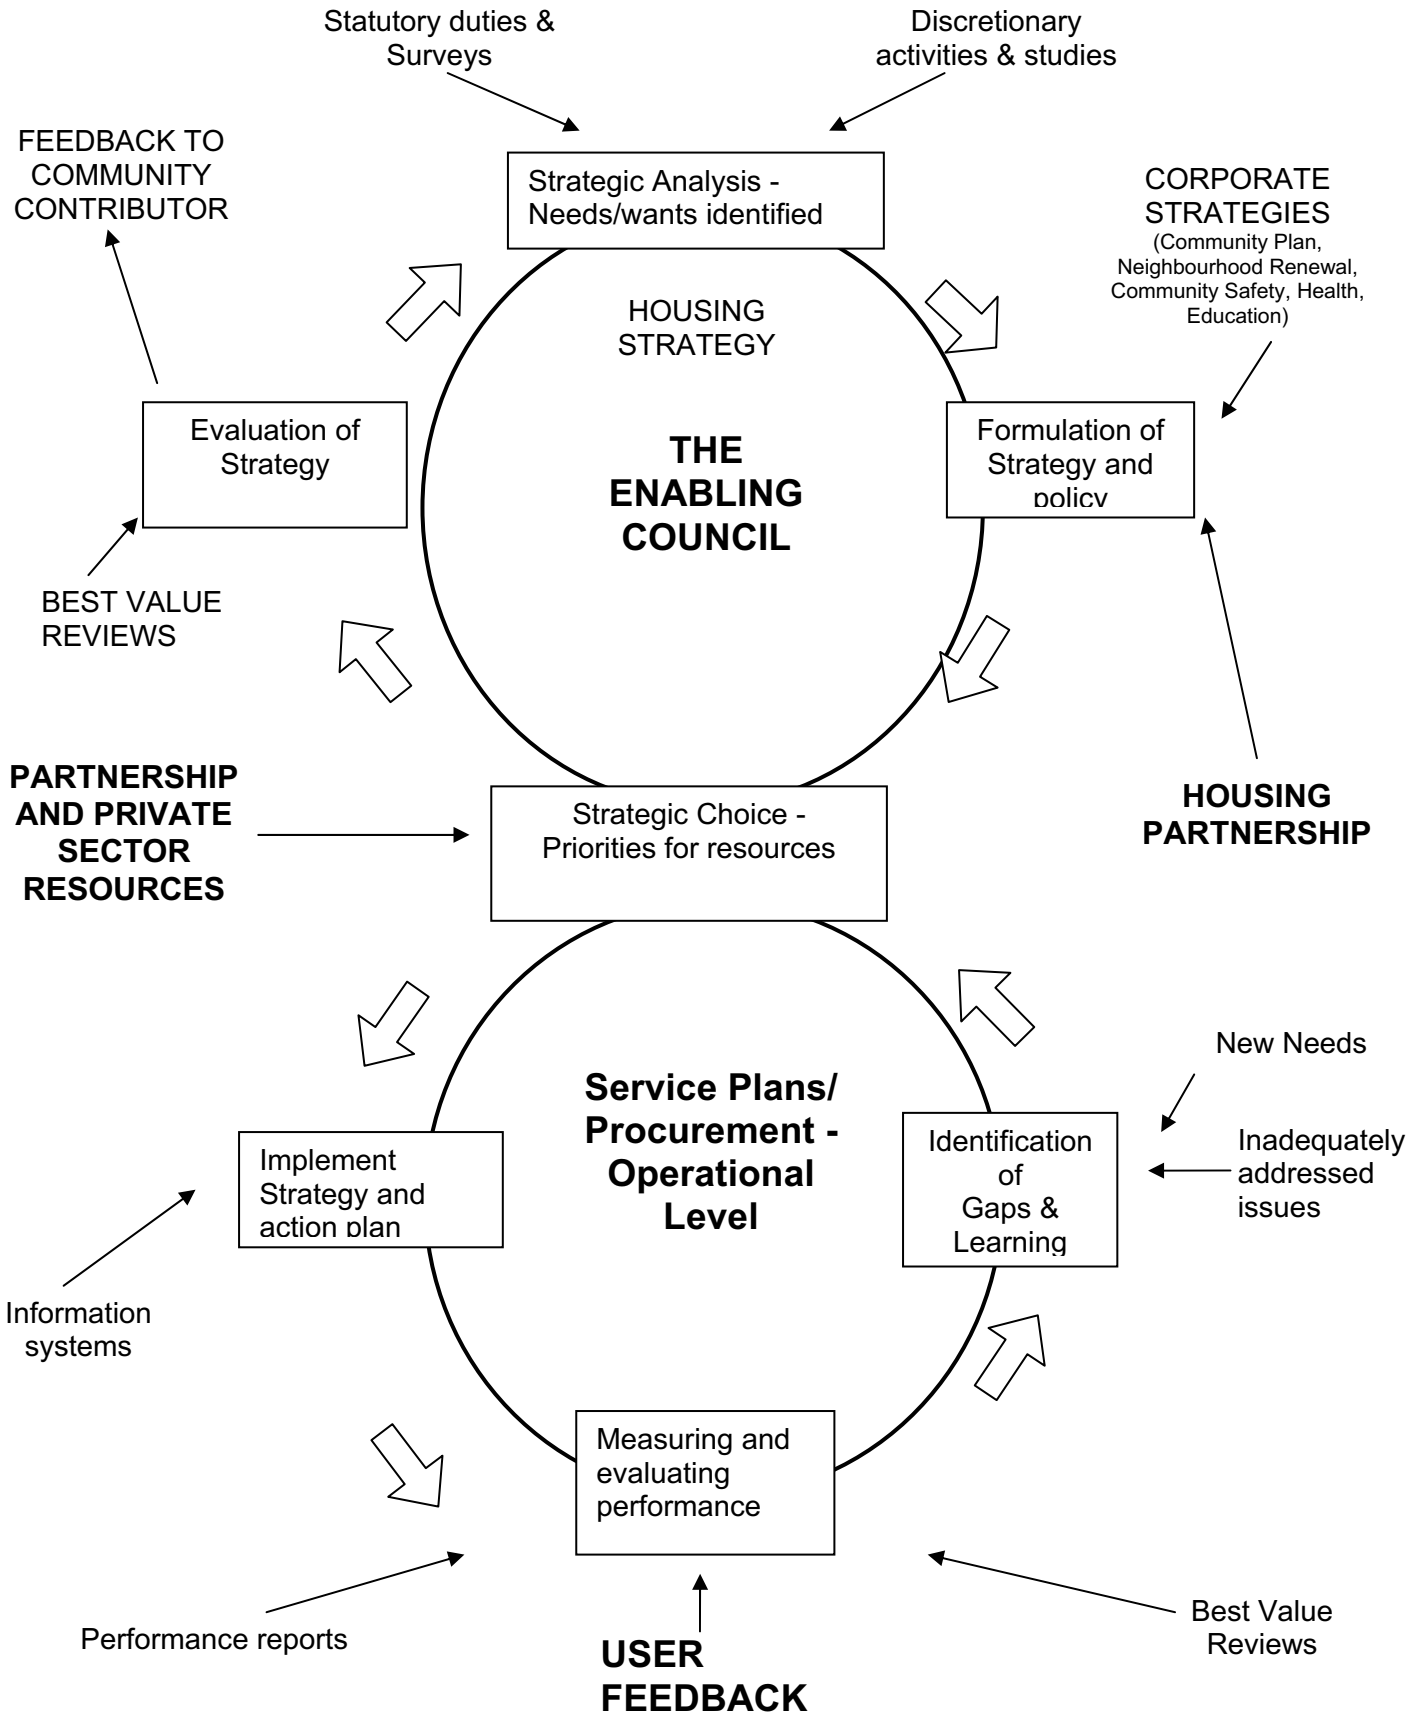 Statutory duties &
Surveys
Discretionary
activities & studies
FEEDBACK TO
COMMUNITY
CONTRIBUTOR
Strategic Analysis -
Needs/wants identified
CORPORATE
STRATEGIES
(Community Plan,
Neighbourhood Renewal,
Community Safety, Health,
Education)
HOUSING
STRATEGY
Evaluation of
Strategy
THE
ENABLING
COUNCIL
Formulation of
Strategy and
policy
BEST VALUE
REVIEWS
PARTNERSHIP
AND PRIVATE
SECTOR
RESOURCES
Strategic Choice -
Priorities for resources
HOUSING
PARTNERSHIP
New Needs
Service Plans/
Procurement -
Operational
Level
Implement
Strategy and
action plan
Identification
of
Gaps &
Learning
Inadequately
addressed
issues
Information
systems
Measuring and
evaluating
performance
Performance reports
USER
FEEDBACK
Best Value
Reviews